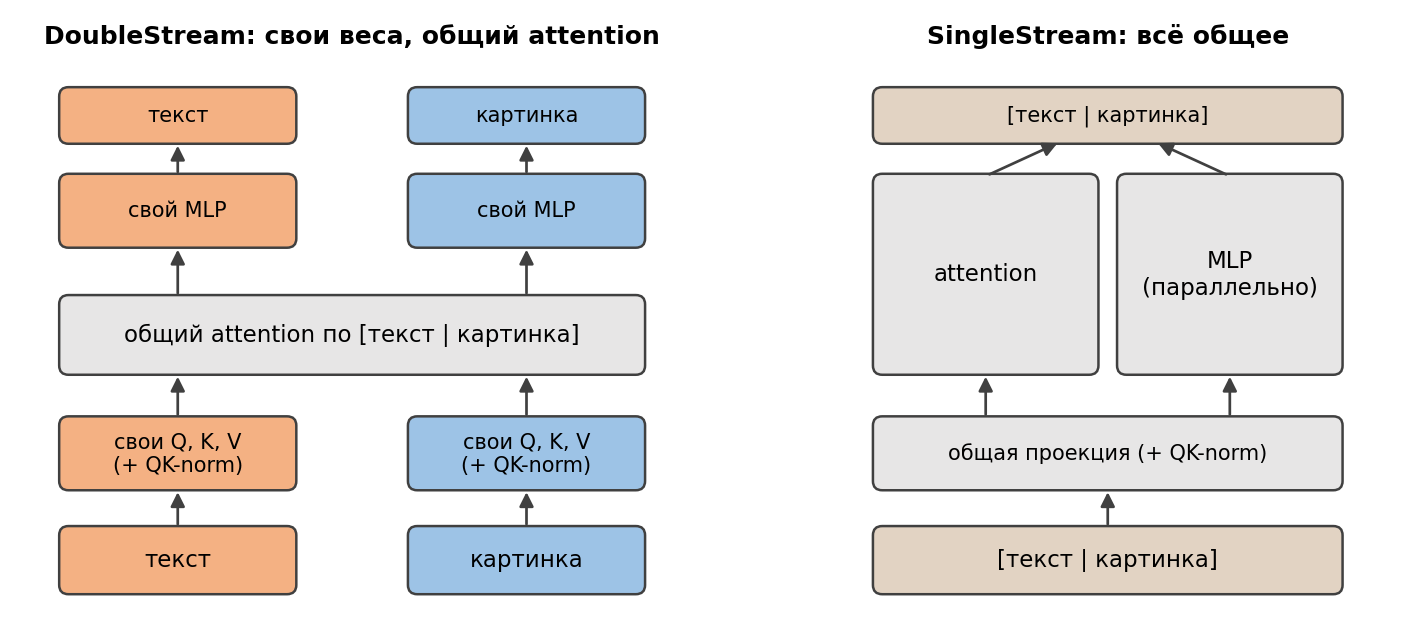 DoubleStream: свои веса, общий attention
текст
картинка
свой MLP
свой MLP
общий attention по [текст | картинка]
свои Q, K, V
(+ QK-norm)
свои Q, K, V
(+ QK-norm)
текст
картинка
SingleStream: всё общее
[текст | картинка]
attention
MLP
(параллельно)
общая проекция (+ QK-norm)
[текст | картинка]